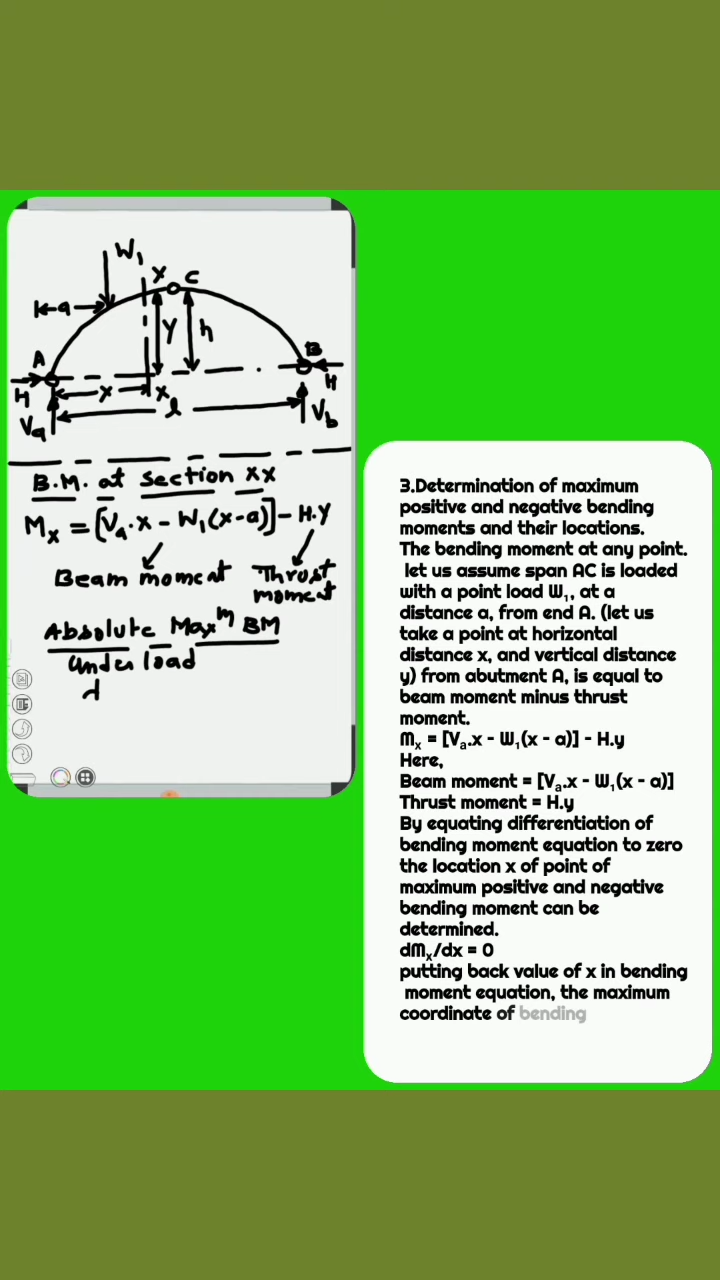 W₁
x C
a
y h
A B
H x x H
l
Va Vb
B.M. at section xx
Mx = [Va.x - W₁(x-a)] - H.y
Beam moment Thrust moment
Absolute Maxᵐ BM
Under load
d
3.Determination of maximum
positive and negative bending
moments and their locations.
The bending moment at any point.
let us assume span AC is loaded
with a point load W₁, at a
distance a, from end A. (let us
take a point at horizontal
distance x, and vertical distance
y) from abutment A, is equal to
beam moment minus thrust
moment.
Mₓ = [Vₐ.x - W₁(x - a)] - H.y
Here,
Beam moment = [Vₐ.x - W₁(x - a)]
Thrust moment = H.y
By equating differentiation of
bending moment equation to zero
the location x of point of
maximum positive and negative
bending moment can be
determined.
dMₓ/dx = 0
putting back value of x in bending
moment equation, the maximum
coordinate of bending